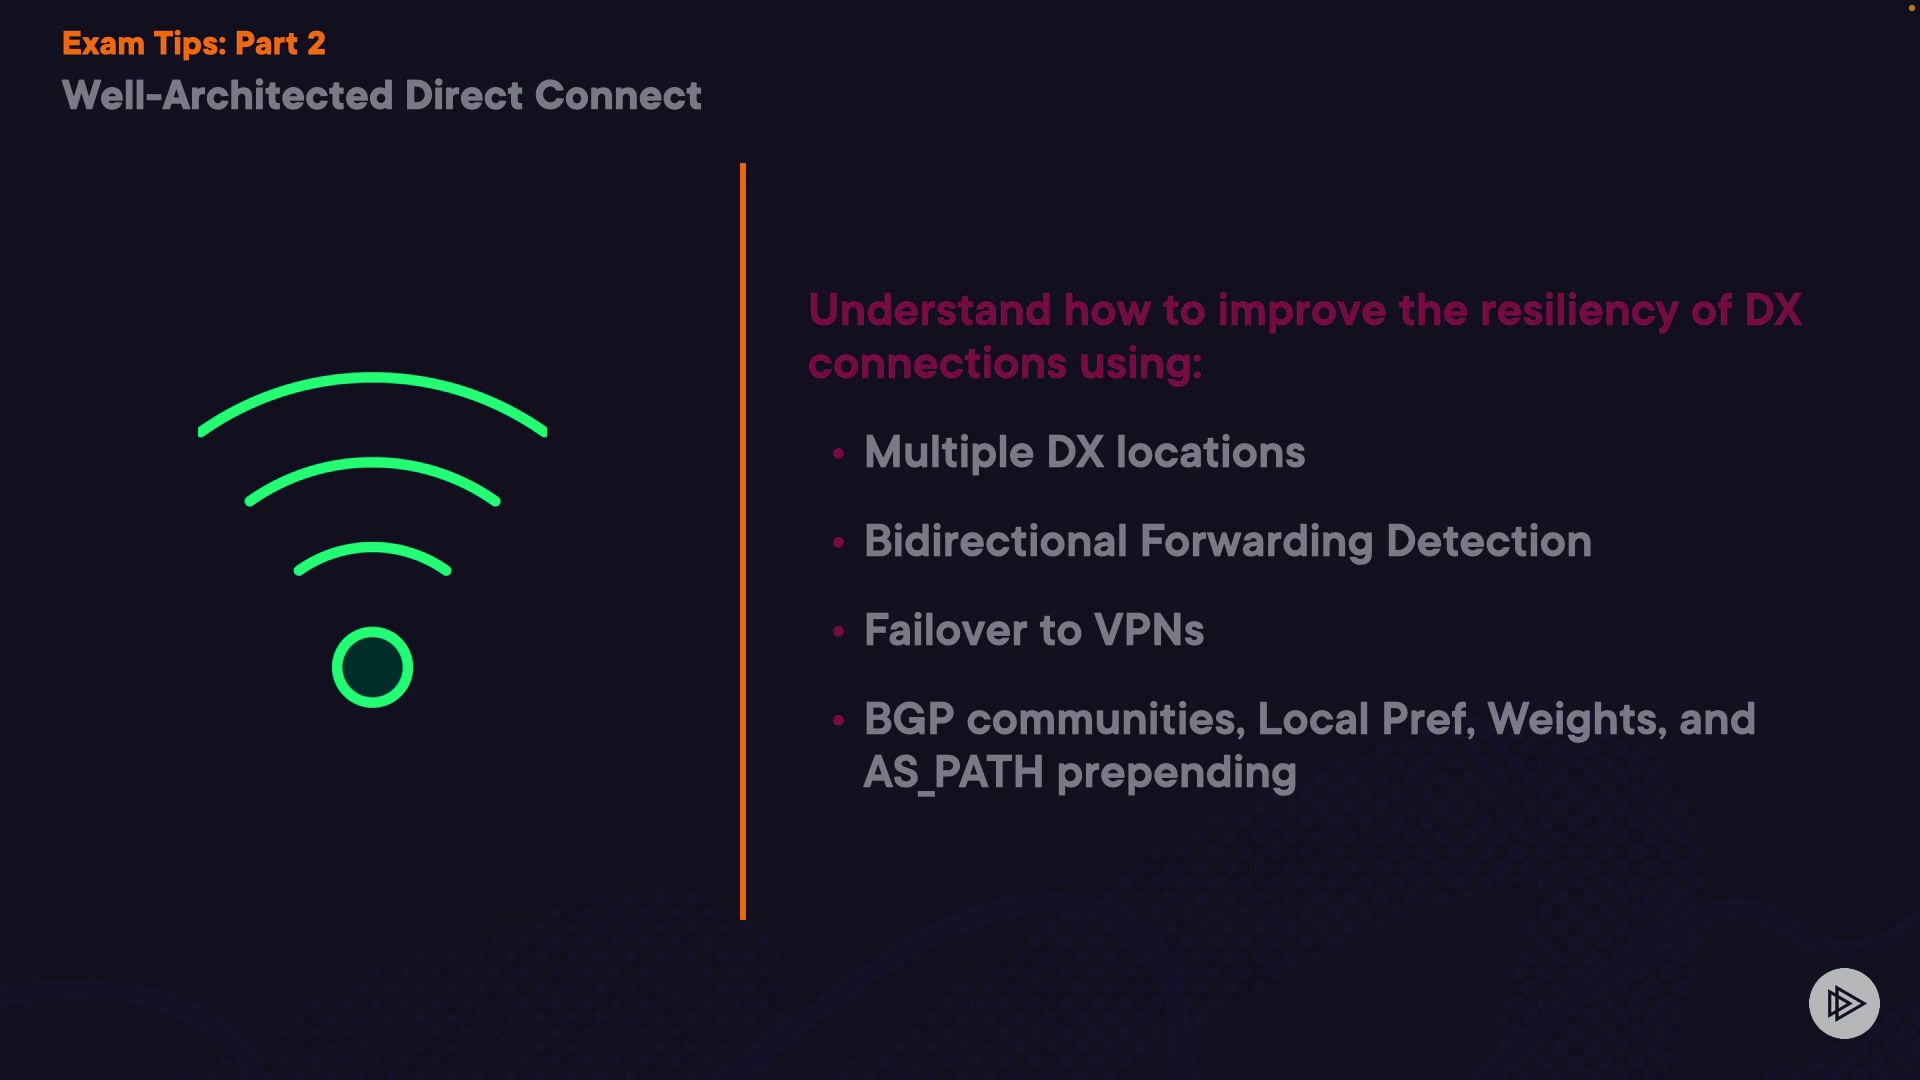 Exam Tips: Part 2
Well-Architected Direct Connect
Understand how to improve the resiliency of DX
connections using:
• Multiple DX locations
• Bidirectional Forwarding Detection
• Failover to VPNs
• BGP communities, Local Pref, Weights, and
AS_PATH prepending